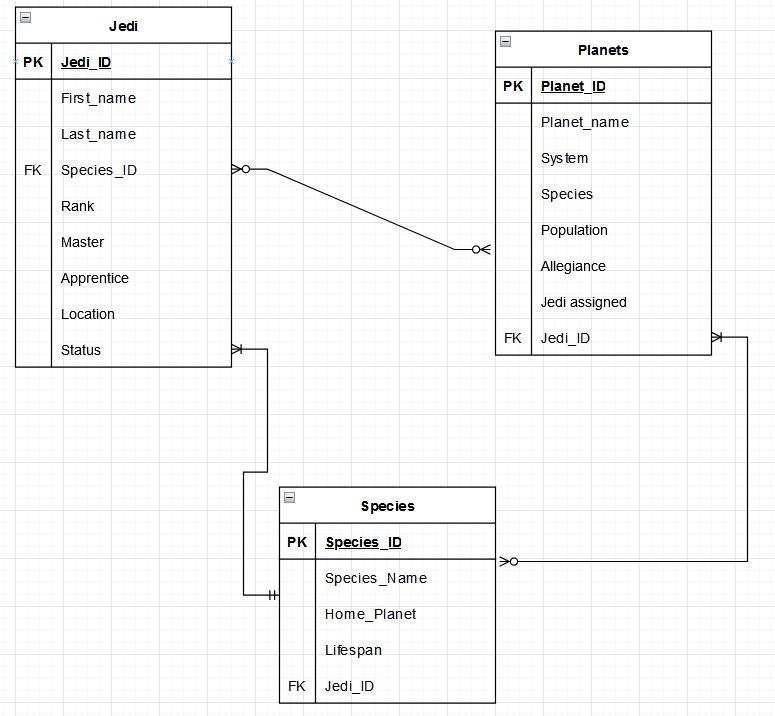 Jedi
PK Jedi_ID
First_name
Last_name
FK Species_ID
Rank
Master
Apprentice
Location
Status
Planets
PK Planet_ID
Planet_name
System
Species
Population
Allegiance
Jedi assigned
FK Jedi_ID
Species
PK Species_ID
Species_Name
Home_Planet
Lifespan
FK Jedi_ID